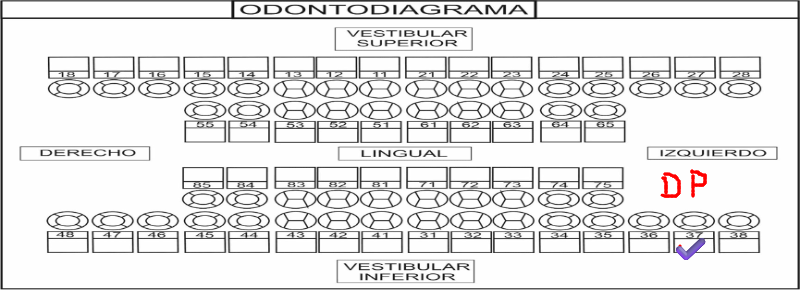 ODONTODIAGRAMA
VESTIBULAR
SUPERIOR
18 17 16 15 14 13 12 11 21 22 23 24 25 26 27 28
55 54 53 52 51 61 62 63 64 65
DERECHO LINGUAL IZQUIERDO
85 84 83 82 81 71 72 73 74 75
DP
48 47 46 45 44 43 42 41 31 32 33 34 35 36 37 38
VESTIBULAR
INFERIOR